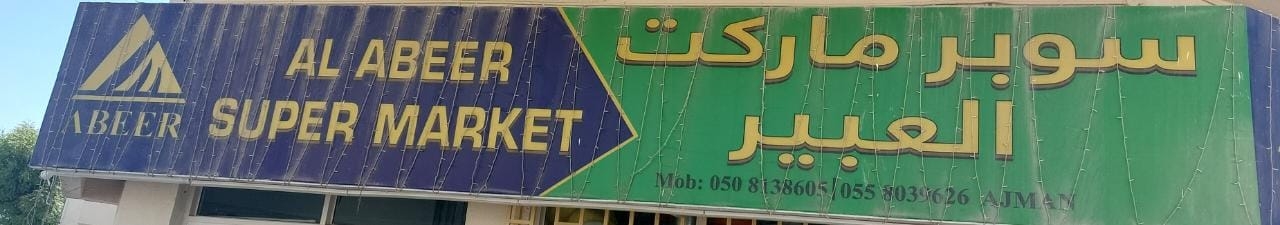 ABEER
AL ABEER
SUPER MARKET
سوبر ماركت
العبير
Mob: 050 8138605/055 8039626 AJMAN